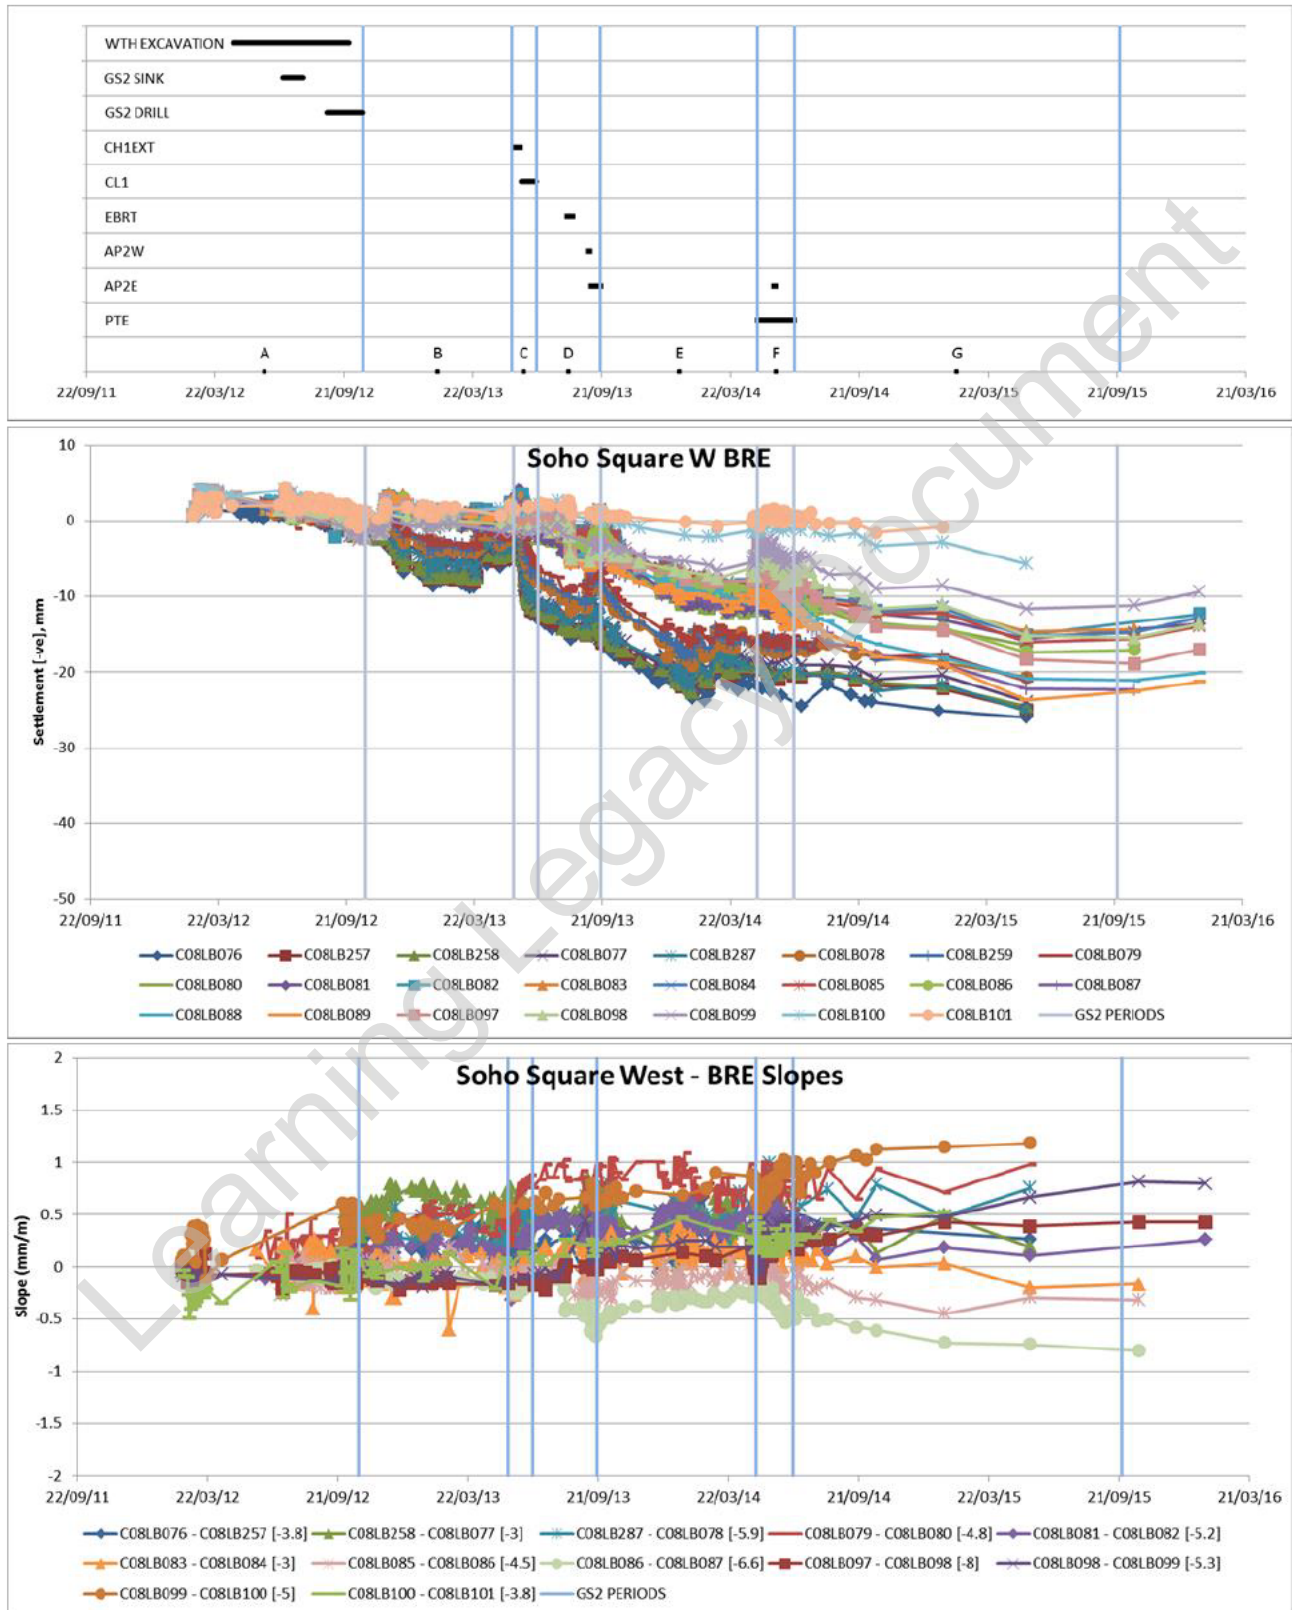 WTH EXCAVATION
GS2 SINK
GS2 DRILL
CH1EXT
CL1
EBRT
AP2W
AP2E
PTE
A B C D E F G
22/09/11 22/03/12 21/09/12 22/03/13 21/09/13 22/03/14 21/09/14 22/03/15 21/09/15 21/03/16
Soho Square W BRE
Settlement [-ve], mm
10
0
-10
-20
-30
-40
-50
22/09/11 22/03/12 21/09/12 22/03/13 21/09/13 22/03/14 21/09/14 22/03/15 21/09/15 21/03/16
C08LB076 C08LB257 C08LB258 C08LB077 C08LB287 C08LB078 C08LB259 C08LB079
C08LB080 C08LB081 C08LB082 C08LB083 C08LB084 C08LB085 C08LB086 C08LB087
C08LB088 C08LB089 C08LB097 C08LB098 C08LB099 C08LB100 C08LB101 GS2 PERIODS
Soho Square West - BRE Slopes
Slope (mm/m)
2
1.5
1
0.5
0
-0.5
-1
-1.5
-2
22/09/11 22/03/12 21/09/12 22/03/13 21/09/13 22/03/14 21/09/14 22/03/15 21/09/15 21/03/16
C08LB076 - C08LB257 [-3.8] C08LB258 - C08LB077 [-3] C08LB287 - C08LB078 [-5.9] C08LB079 - C08LB080 [-4.8] C08LB081 - C08LB082 [-5.2]
C08LB083 - C08LB084 [-3] C08LB085 - C08LB086 [-4.5] C08LB086 - C08LB087 [-6.6] C08LB097 - C08LB098 [-8] C08LB098 - C08LB099 [-5.3]
C08LB099 - C08LB100 [-5] C08LB100 - C08LB101 [-3.8] GS2 PERIODS
Learning Legacy Document